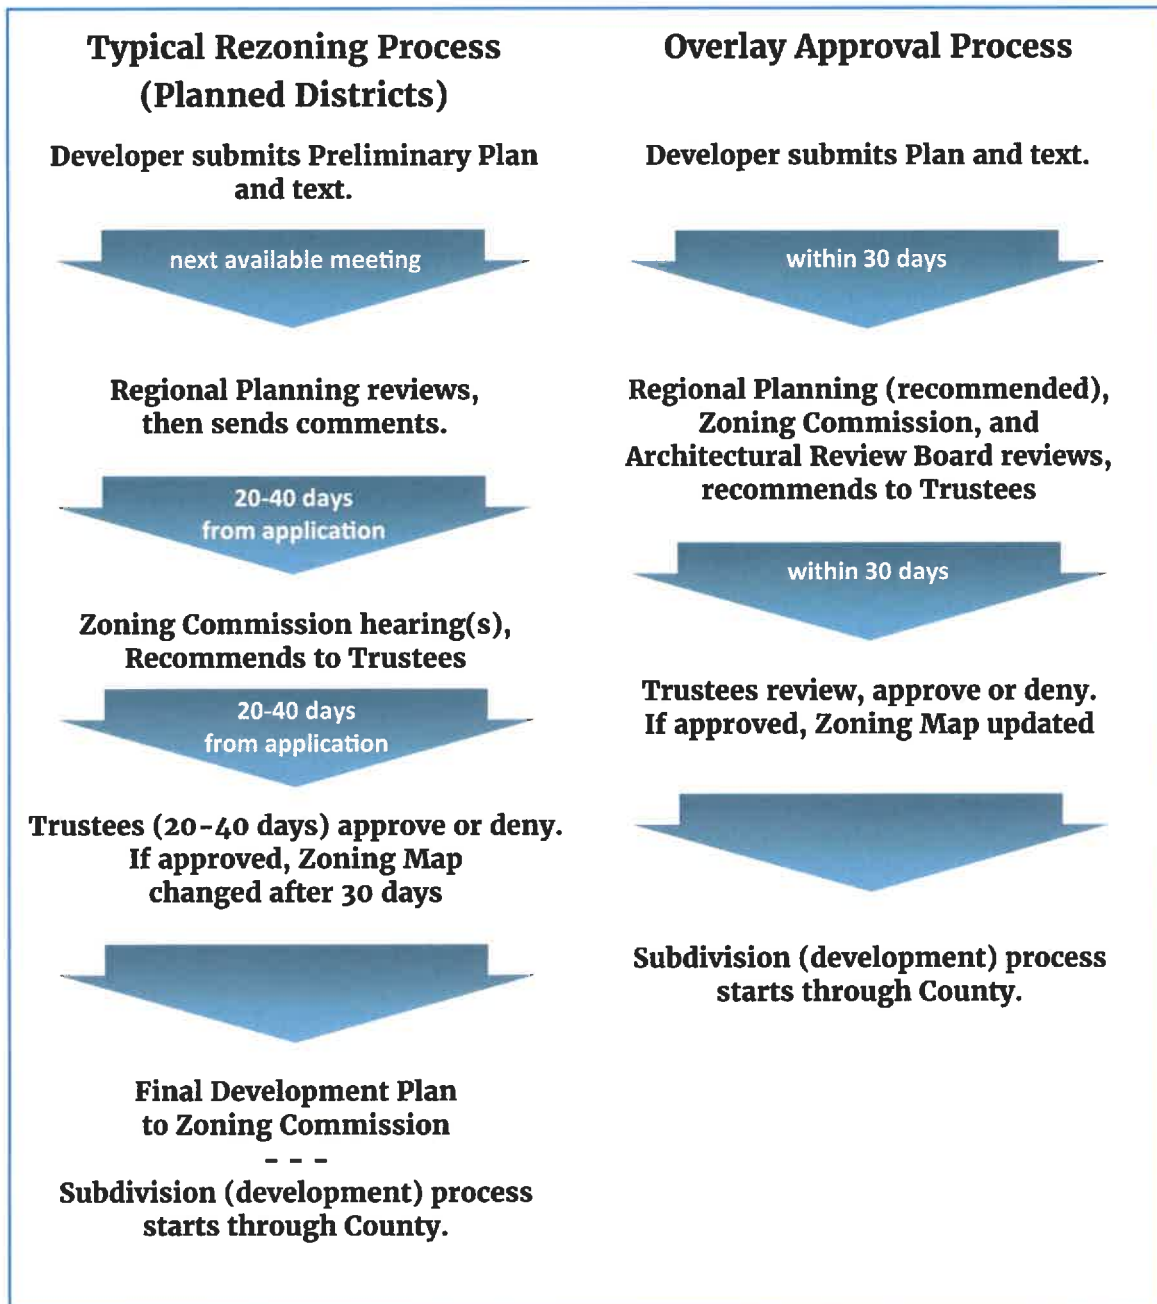 Typical Rezoning Process
(Planned Districts)
Developer submits Preliminary Plan
and text.
next available meeting
Regional Planning reviews,
then sends comments.
20-40 days
from application
Zoning Commission hearing(s),
Recommends to Trustees
20-40 days
from application
Trustees (20-40 days) approve or deny.
If approved, Zoning Map
changed after 30 days
Final Development Plan
to Zoning Commission
- - -
Subdivision (development) process
starts through County.
Overlay Approval Process
Developer submits Plan and text.
within 30 days
Regional Planning (recommended),
Zoning Commission, and
Architectural Review Board reviews,
recommends to Trustees
within 30 days
Trustees review, approve or deny.
If approved, Zoning Map updated
Subdivision (development) process
starts through County.